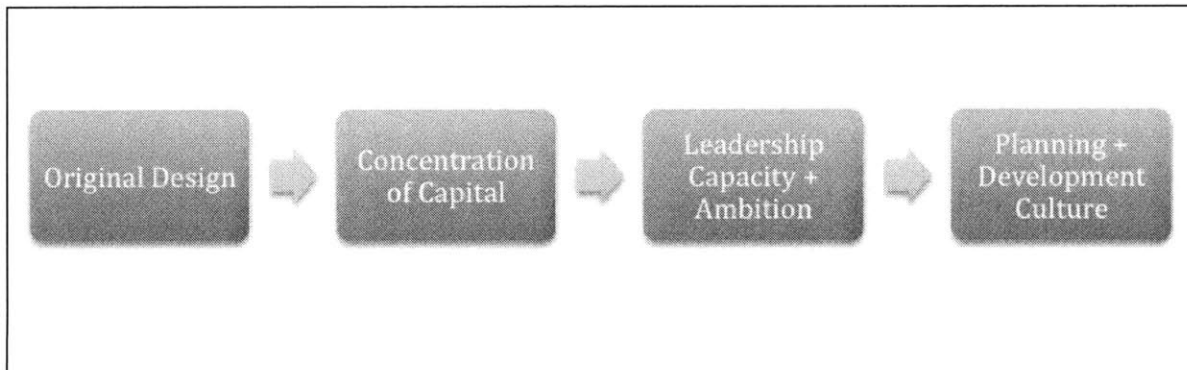 Original Design
Concentration
of Capital
Leadership
Capacity +
Ambition
Planning +
Development
Culture